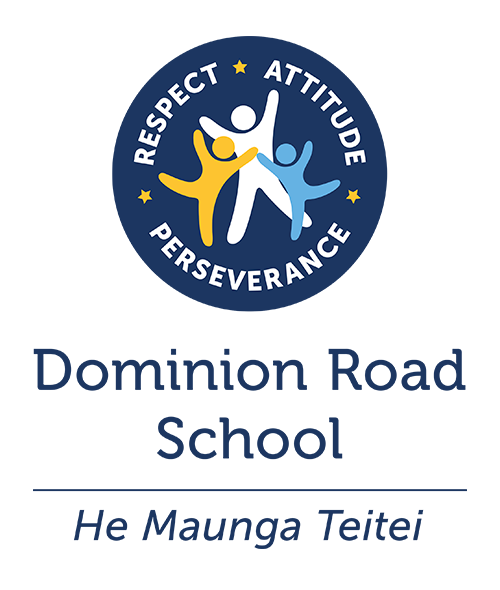 RESPECT
ATTITUDE
PERSEVERANCE
Dominion Road
School
He Maunga Teitei